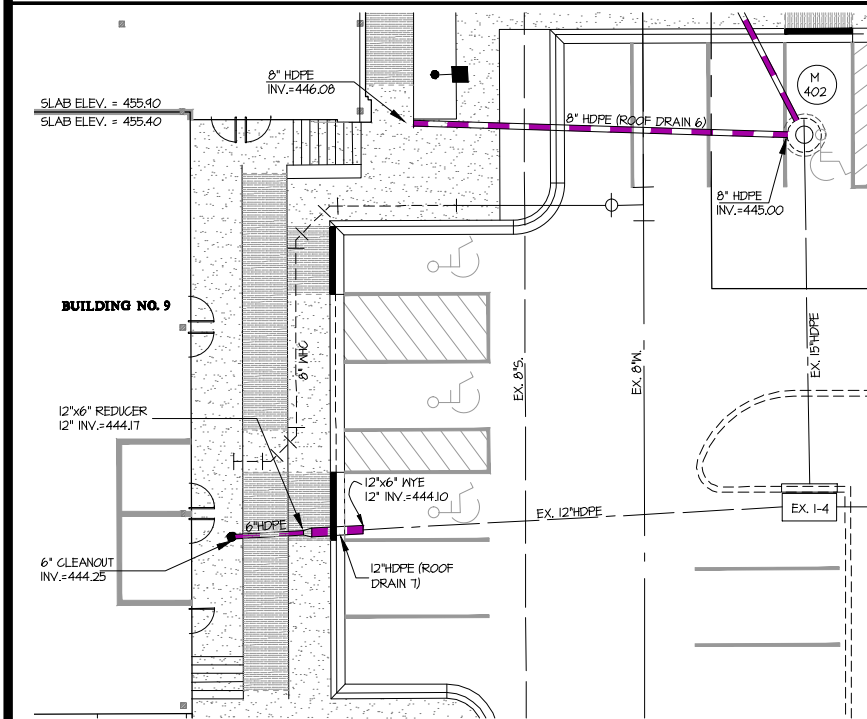 8" HDPE
INV.=446.08
M
402
SLAB ELEV. = 455.90
SLAB ELEV. = 455.40
8" HDPE (ROOF DRAIN 6)
8" HDPE
INV.=445.00
BUILDING NO. 9
8" WHC
EX. 8"S.
EX. 8"W.
EX. 15"HDPE
12"x6" REDUCER
12" INV.=444.17
12"x6" WYE
12" INV.=444.10
EX. 12"HDPE
EX. 1-4
6"HDPE
6" CLEANOUT
INV.=444.25
12"HDPE (ROOF
DRAIN 7)